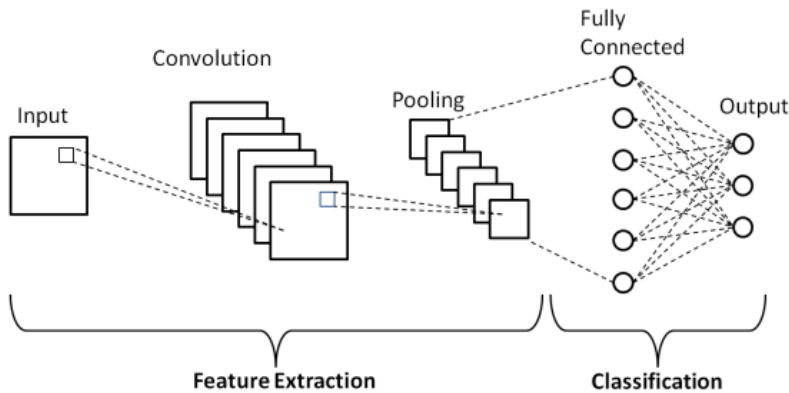 Input
Convolution
Pooling
Fully
Connected
Output
Feature Extraction
Classification